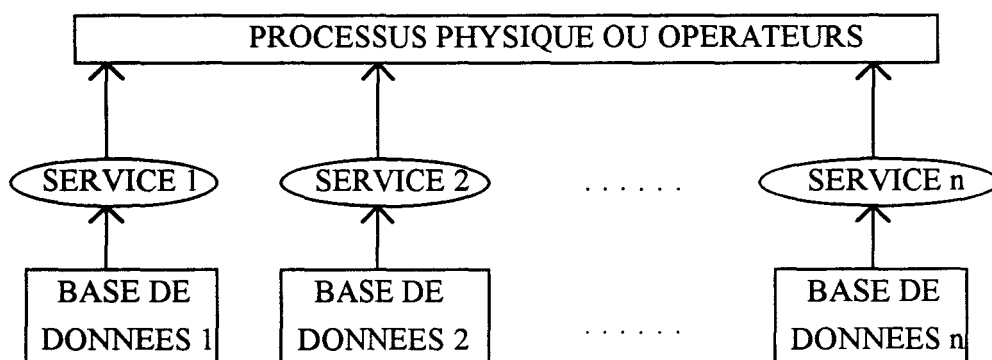 PROCESSUS PHYSIQUE OU OPERATEURS
SERVICE 1 SERVICE 2 . . . . . . SERVICE n
BASE DE BASE DE BASE DE
DONNEES 1 DONNEES 2 . . . . . . DONNEES n